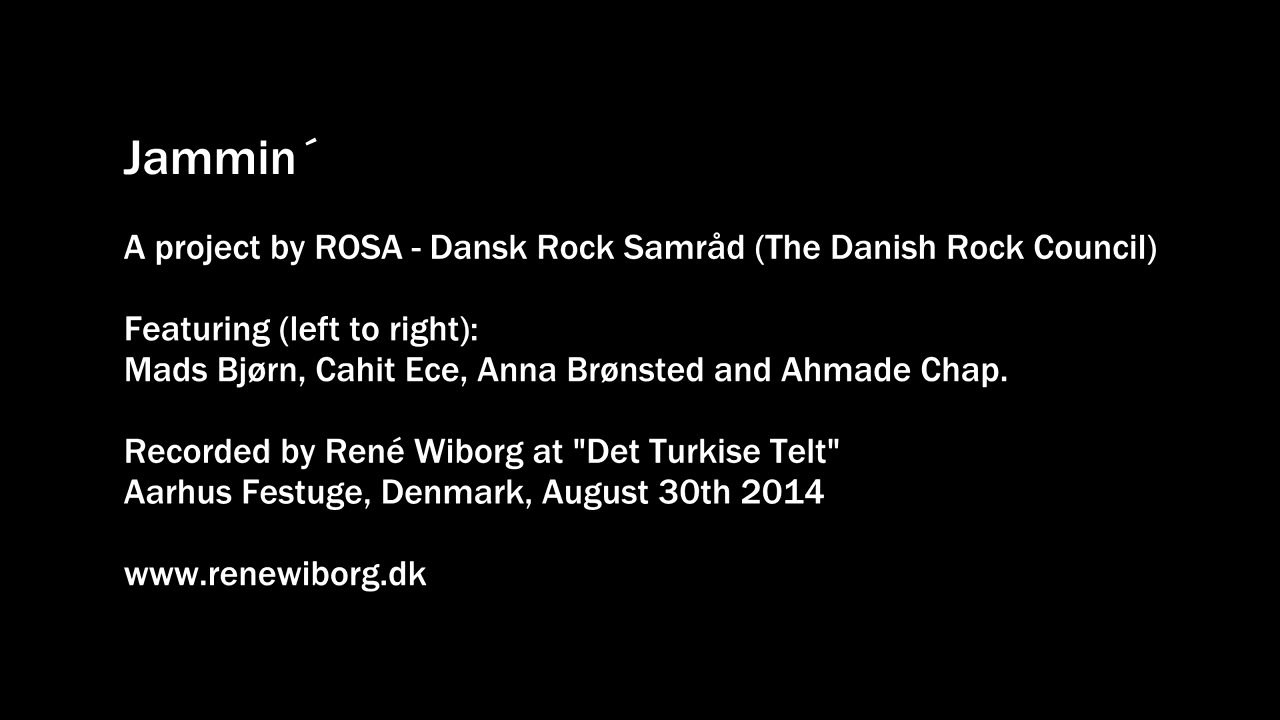 Jammin´
A project by ROSA - Dansk Rock Samråd (The Danish Rock Council)
Featuring (left to right):
Mads Bjørn, Cahit Ece, Anna Brønsted and Ahmade Chap.
Recorded by René Wiborg at "Det Turkise Telt"
Aarhus Festuge, Denmark, August 30th 2014
www.renewiborg.dk